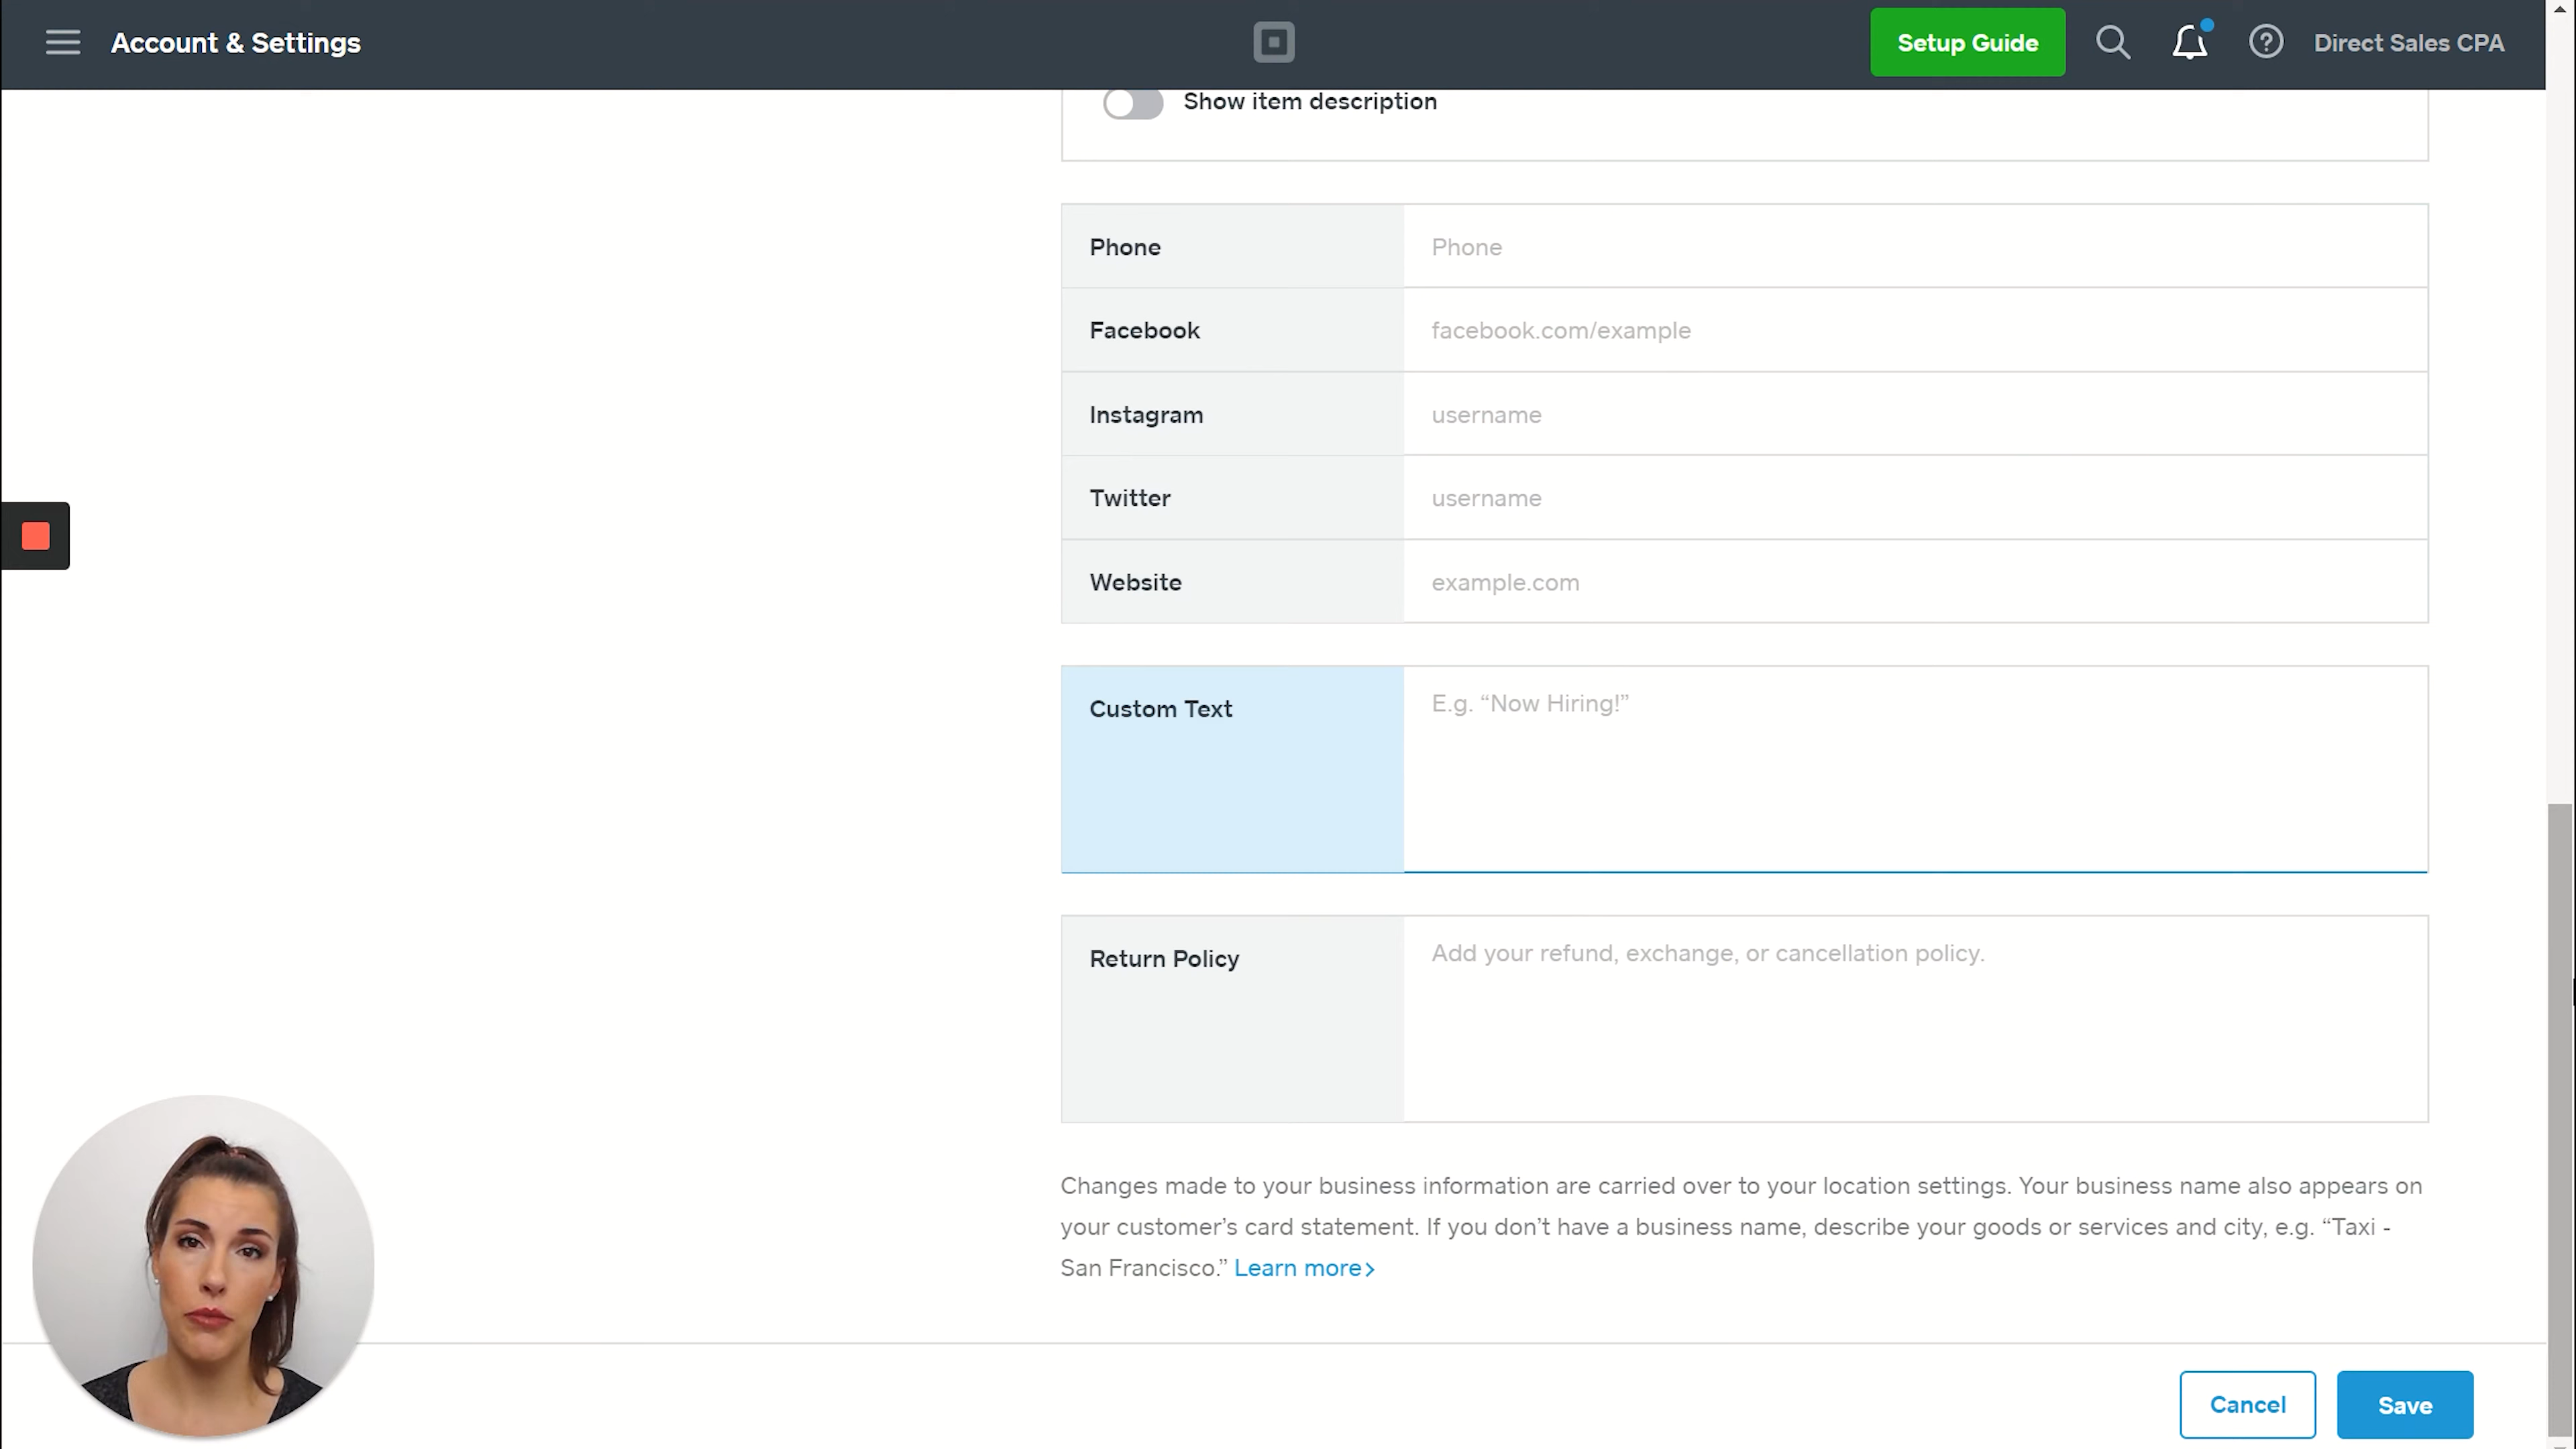 Account & Settings
Setup Guide
Direct Sales CPA
Show item description
Phone
Phone
Facebook
facebook.com/example
Instagram
username
Twitter
username
Website
example.com
Custom Text
E.g. “Now Hiring!”
Return Policy
Add your refund, exchange, or cancellation policy.
Changes made to your business information are carried over to your location settings. Your business name also appears on
your customer’s card statement. If you don’t have a business name, describe your goods or services and city, e.g. “Taxi -
San Francisco.” Learn more
Cancel
Save